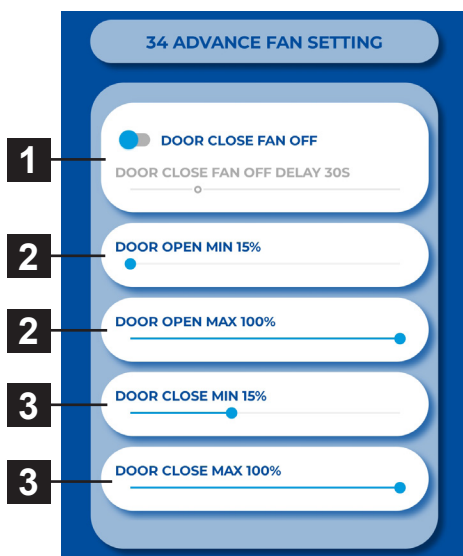 34 ADVANCE FAN SETTING
1
DOOR CLOSE FAN OFF
DOOR CLOSE FAN OFF DELAY 30S
2
DOOR OPEN MIN 15%
2
DOOR OPEN MAX 100%
3
DOOR CLOSE MIN 15%
3
DOOR CLOSE MAX 100%